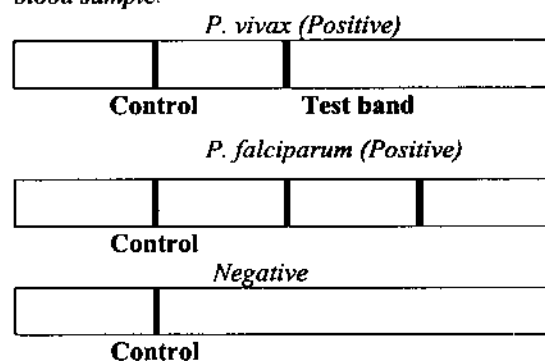 blood sample.
P. vivax (Positive)
Control Test band
P. falciparum (Positive)
Control
Negative
Control